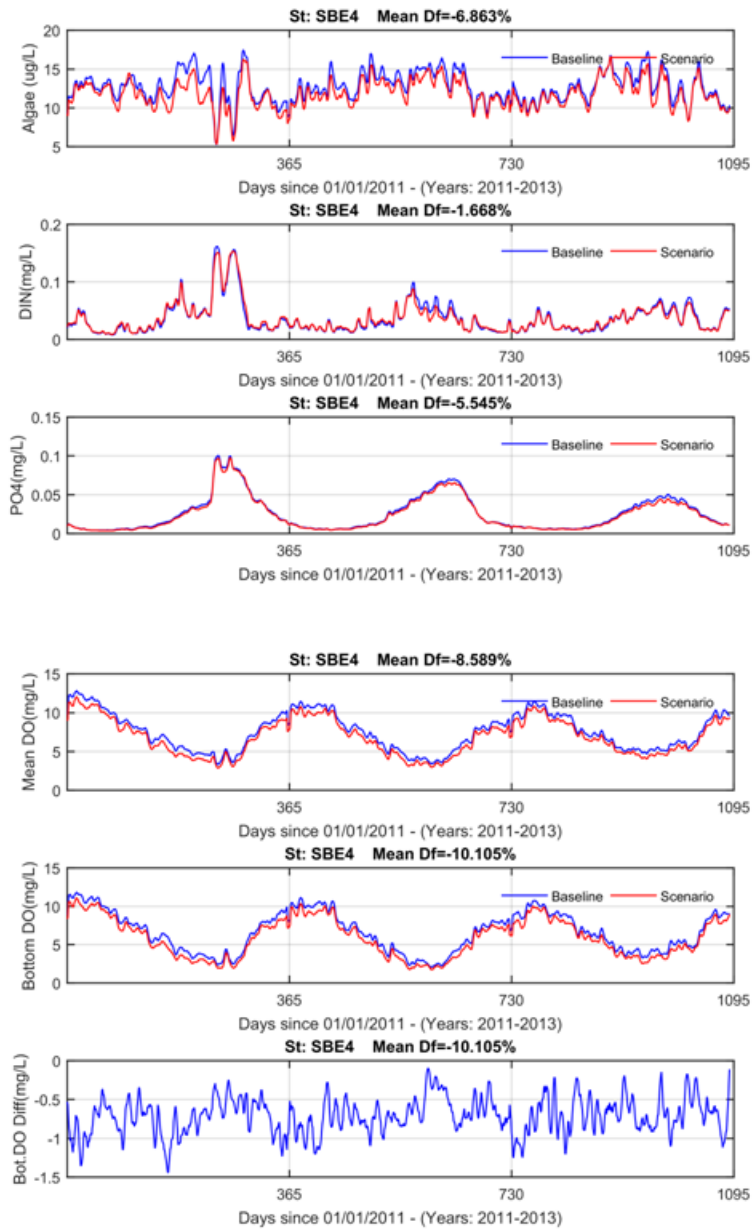 St: SBE4 Mean Df=-6.863%
Algae (ug/L)
20
15
10
5
Baseline Scenario
365 730 1095
Days since 01/01/2011 - (Years: 2011-2013)
St: SBE4 Mean Df=-1.668%
DIN(mg/L)
0.2
0.1
0
Baseline Scenario
365 730 1095
Days since 01/01/2011 - (Years: 2011-2013)
St: SBE4 Mean Df=-5.545%
PO4(mg/L)
0.15
0.1
0.05
0
Baseline Scenario
365 730 1095
Days since 01/01/2011 - (Years: 2011-2013)
St: SBE4 Mean Df=-8.589%
Mean DO(mg/L)
15
10
5
0
Baseline Scenario
365 730 1095
Days since 01/01/2011 - (Years: 2011-2013)
St: SBE4 Mean Df=-10.105%
Bottom DO(mg/L)
15
10
5
0
Baseline Scenario
365 730 1095
Days since 01/01/2011 - (Years: 2011-2013)
St: SBE4 Mean Df=-10.105%
Bot.DO Diff(mg/L)
0
-0.5
-1
-1.5
365 730 1095
Days since 01/01/2011 - (Years: 2011-2013)